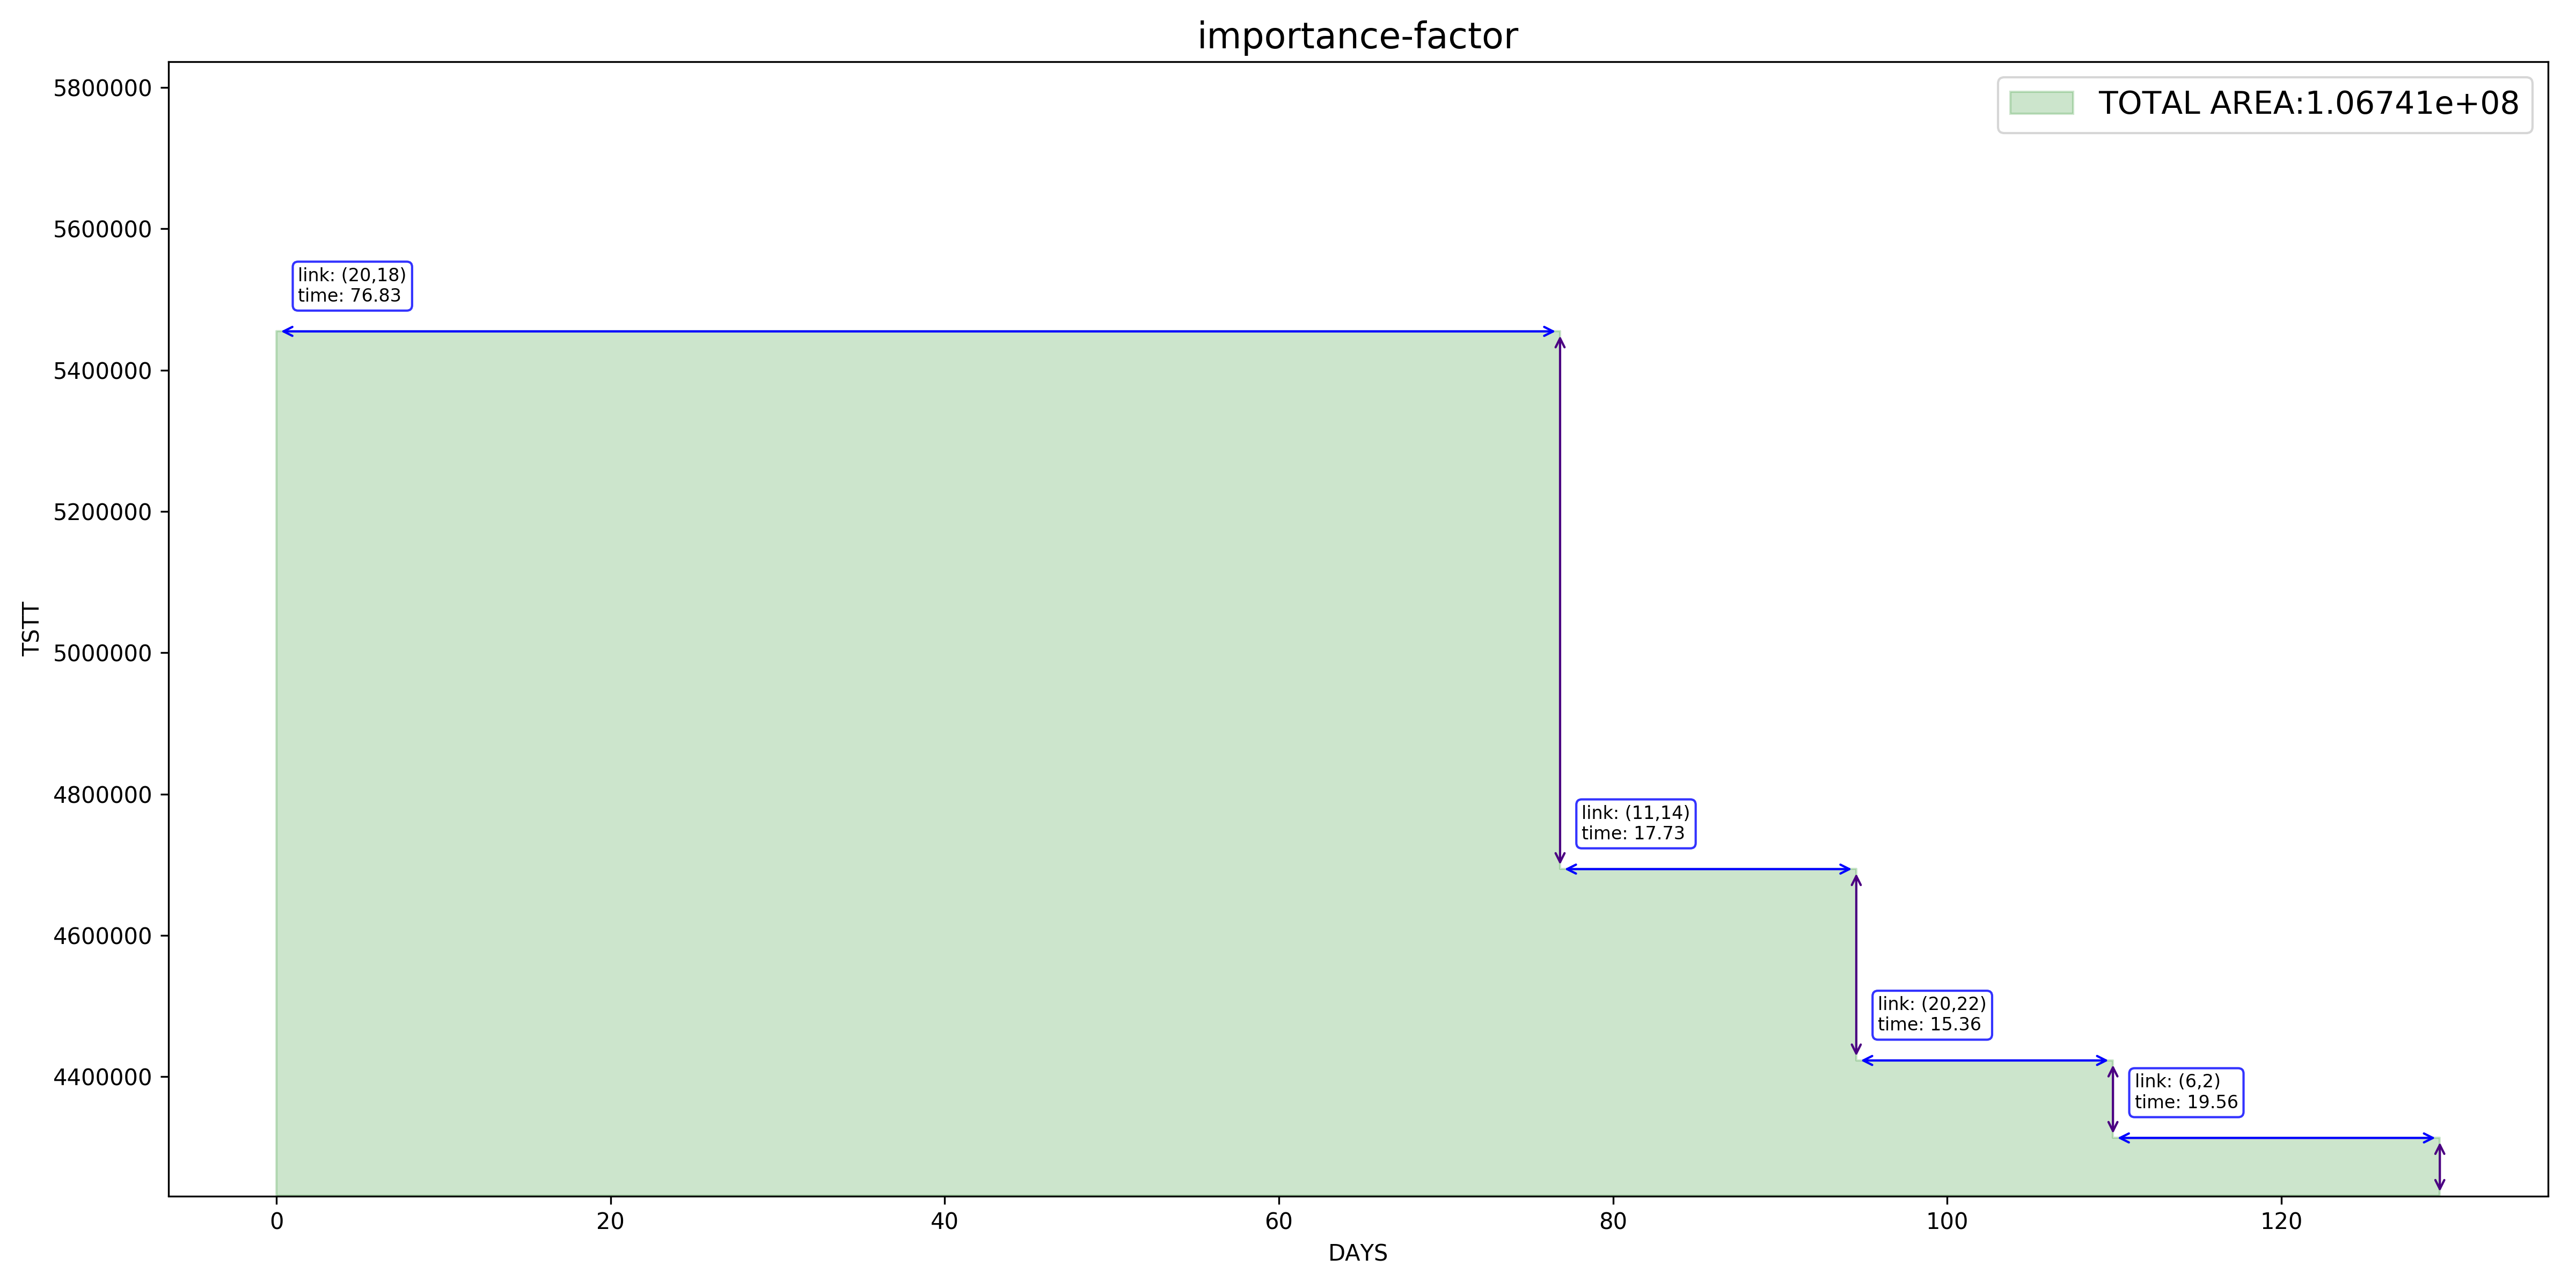 importance-factor
TOTAL AREA:1.06741e+08
5800000
5600000
5400000
5200000
5000000
4800000
4600000
4400000
TSTT
link: (20,18)
time: 76.83
link: (11,14)
time: 17.73
link: (20,22)
time: 15.36
link: (6,2)
time: 19.56
0
20
40
60
80
100
120
DAYS